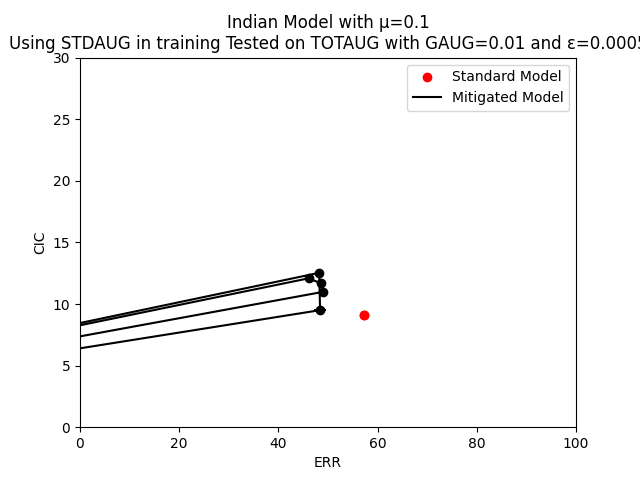 Indian Model with μ=0.1
Using STDAUG in training Tested on TOTAUG with GAUG=0.01 and ε=0.0005
Standard Model
Mitigated Model
30
25
20
15
10
5
0
CIC
0 20 40 60 80 100
ERR